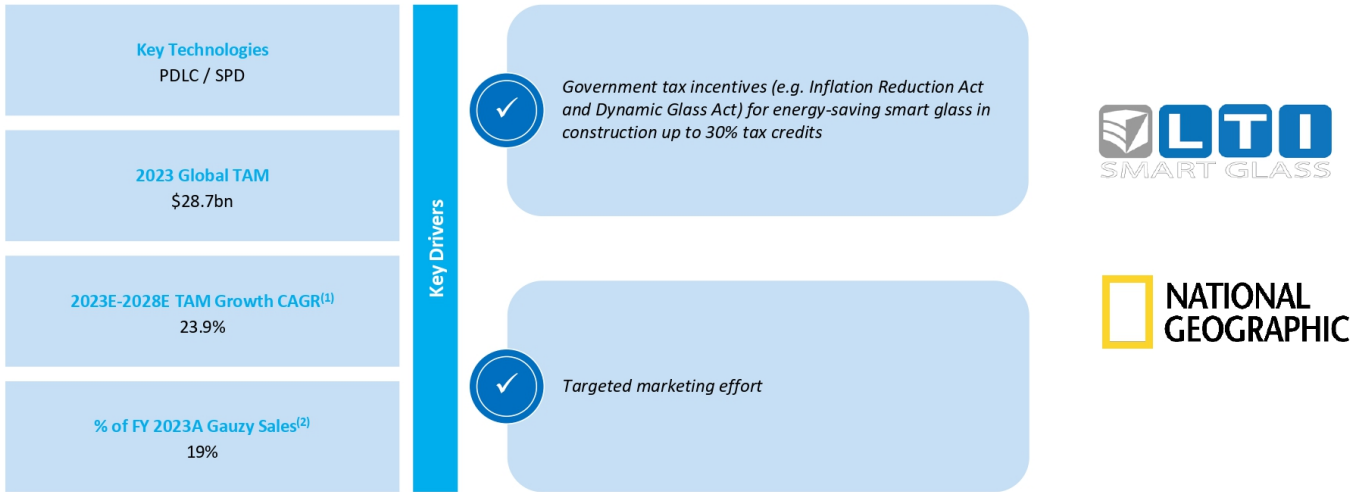 Key Technologies
PDLC / SPD
2023 Global TAM
$28.7bn
2023E-2028E TAM Growth CAGR(1)
23.9%
% of FY 2023A Gauzy Sales(2)
19%
Key Drivers
Government tax incentives (e.g. Inflation Reduction Act
and Dynamic Glass Act) for energy-saving smart glass in
construction up to 30% tax credits
Targeted marketing effort
LTI
SMART GLASS
NATIONAL
GEOGRAPHIC